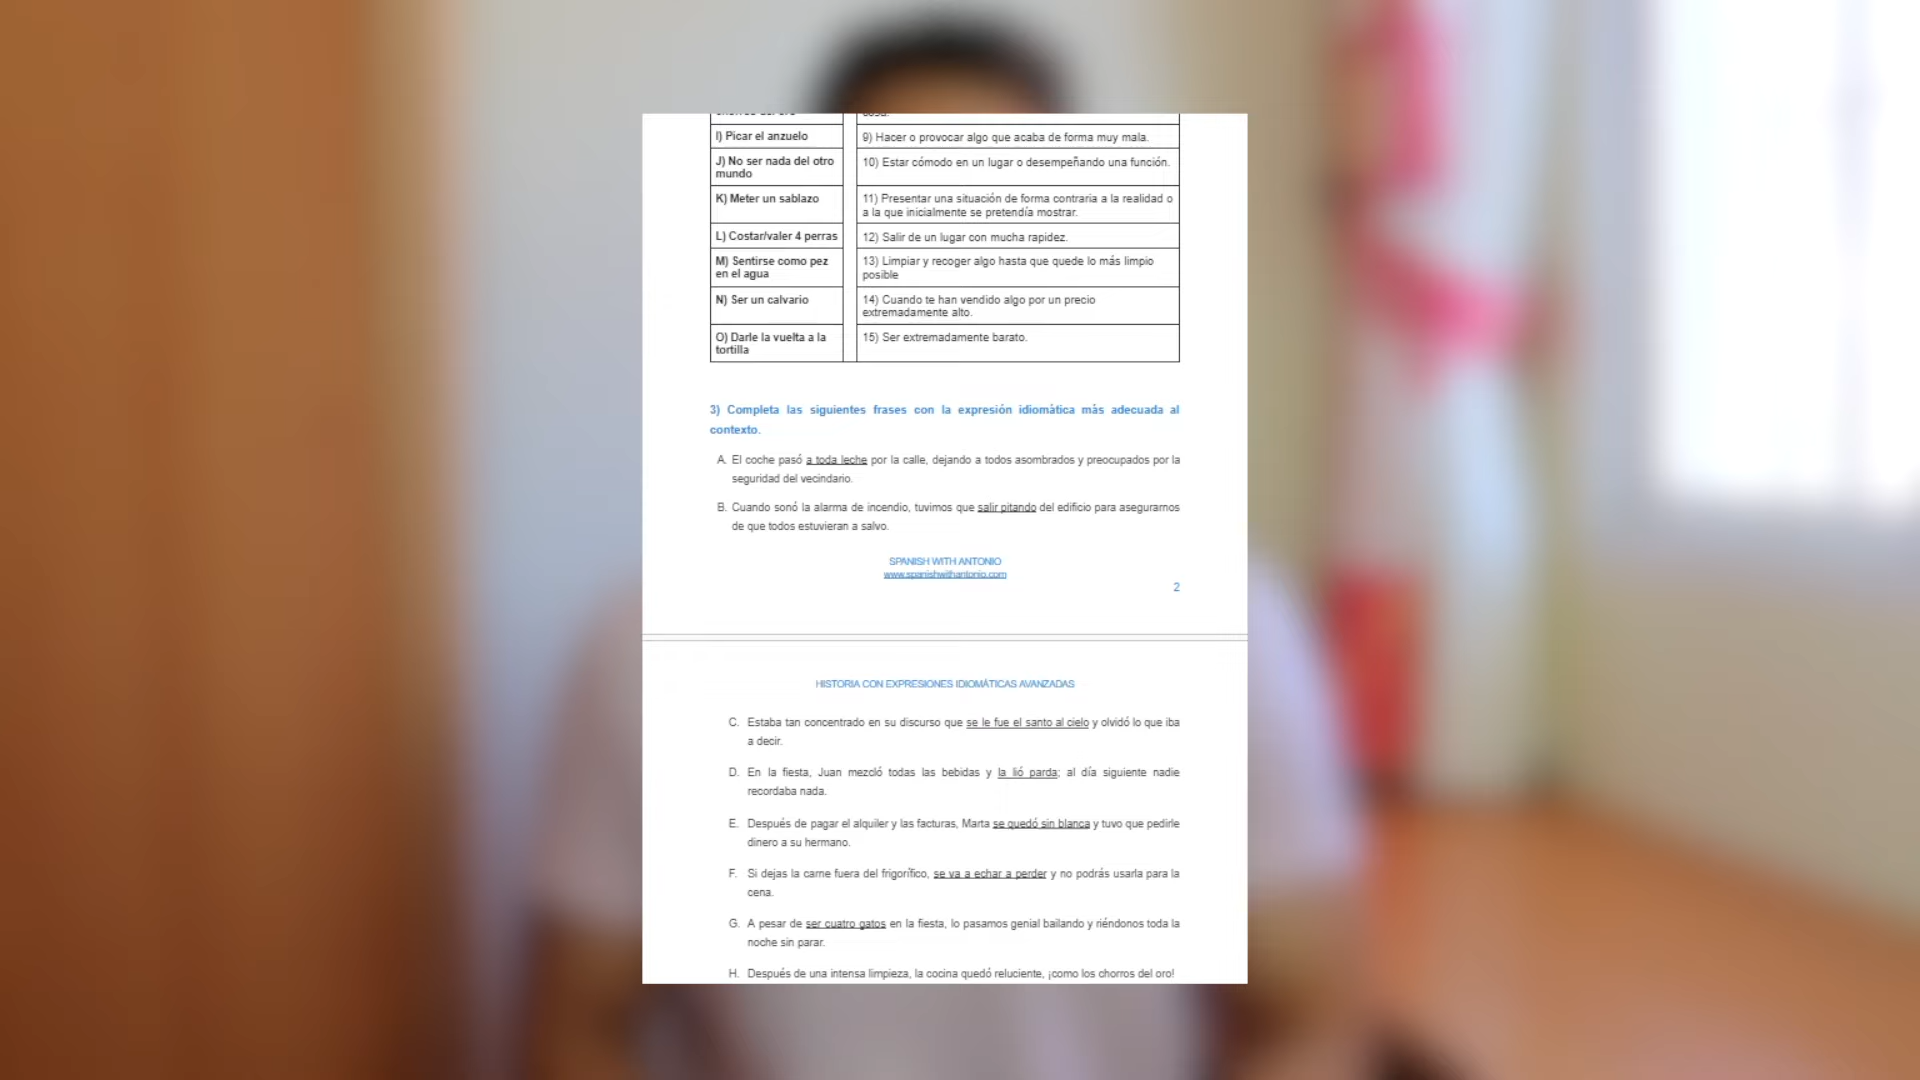 I) Picar el anzuelo
9) Hacer o provocar algo que acaba de forma muy mala.
J) No ser nada del otro
mundo
10) Estar cómodo en un lugar o desempeñando una función.
K) Meter un sablazo
11) Presentar una situación de forma contraria a la realidad o
a la que inicialmente se pretendía mostrar.
L) Costar/valer 4 perras
12) Salir de un lugar con mucha rapidez.
M) Sentirse como pez
en el agua
13) Limpiar y recoger algo hasta que quede lo más limpio
posible
N) Ser un calvario
14) Cuando te han vendido algo por un precio
extremadamente alto.
O) Darle la vuelta a la
tortilla
15) Ser extremadamente barato.
3) Completa las siguientes frases con la expresión idiomática más adecuada al
contexto.
A. El coche pasó a toda leche por la calle, dejando a todos asombrados y preocupados por la
seguridad del vecindario.
B. Cuando sonó la alarma de incendio, tuvimos que salir pitando del edificio para asegurarnos
de que todos estuvieran a salvo.
SPANISH WITH ANTONIO
www.spanishwithantonio.com
2
HISTORIA CON EXPRESIONES IDIOMÁTICAS AVANZADAS
C. Estaba tan concentrado en su discurso que se le fue el santo al cielo y olvidó lo que iba
a decir.
D. En la fiesta, Juan mezcló todas las bebidas y la lió parda; al día siguiente nadie
recordaba nada.
E. Después de pagar el alquiler y las facturas, Marta se quedó sin blanca y tuvo que pedirle
dinero a su hermano.
F. Si dejas la carne fuera del frigorífico, se va a echar a perder y no podrás usarla para la
cena.
G. A pesar de ser cuatro gatos en la fiesta, lo pasamos genial bailando y riéndonos toda la
noche sin parar.
H. Después de una intensa limpieza, la cocina quedó reluciente, ¡como los chorros del oro!